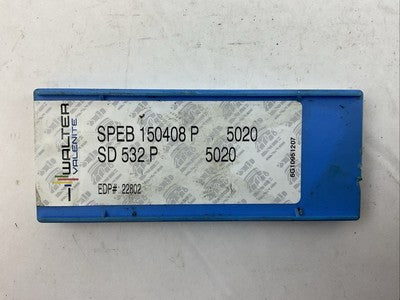 WALTER
VALENITE
SPEB 150408 P 5020
SD 532 P 5020
EDP# 22802